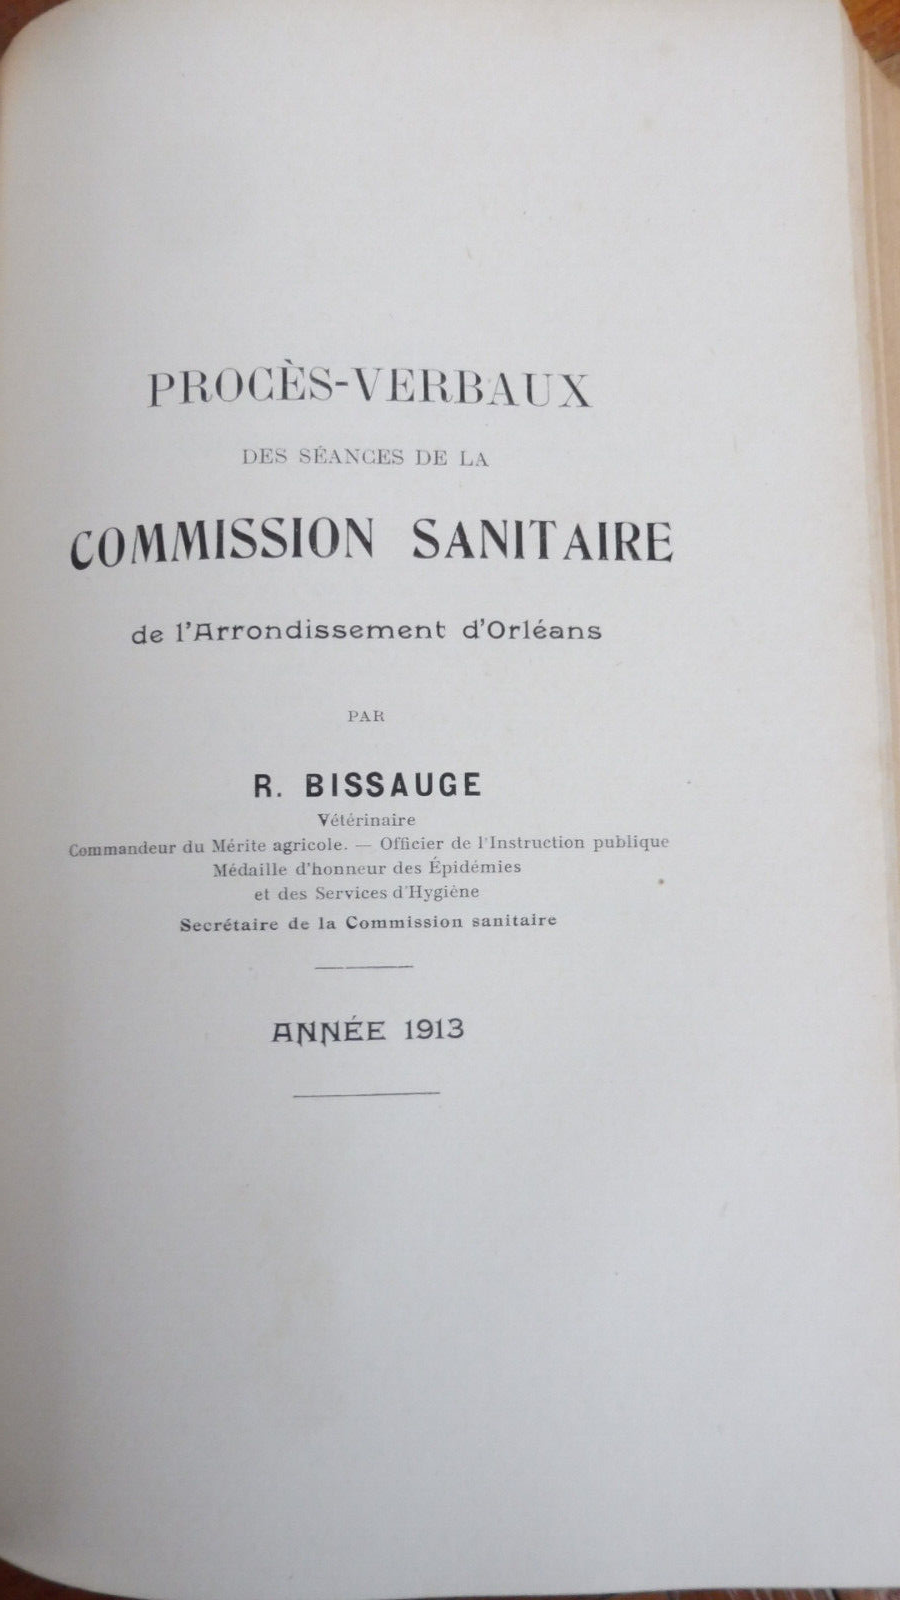 PROCÈS-VERBAUX
DES SÉANCES DE LA
COMMISSION SANITAIRE
de l'Arrondissement d'Orléans
PAR
R. BISSAUGE
Vétérinaire
Commandeur du Mérite agricole. — Officier de l'Instruction publique
Médaille d'honneur des Épidémies
et des Services d'Hygiène
Secrétaire de la Commission sanitaire
ANNÉE 1913